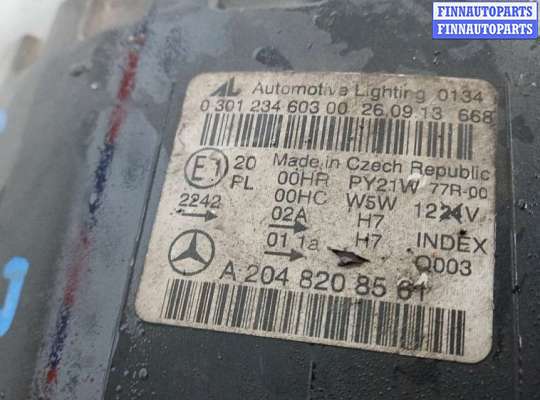 FINNAUTOPARTS
FINNAUTOPARTS
AL Automotive Lighting 0134
0 301 234 603 00 26.09.13 668
E1 20 Made in Czech Republic
PL 00HR PY21W 77R-00
2242 00HC W5W 12 24V
02A H7 INDEX
01 1a H7 Q003
A 204 820 85 61